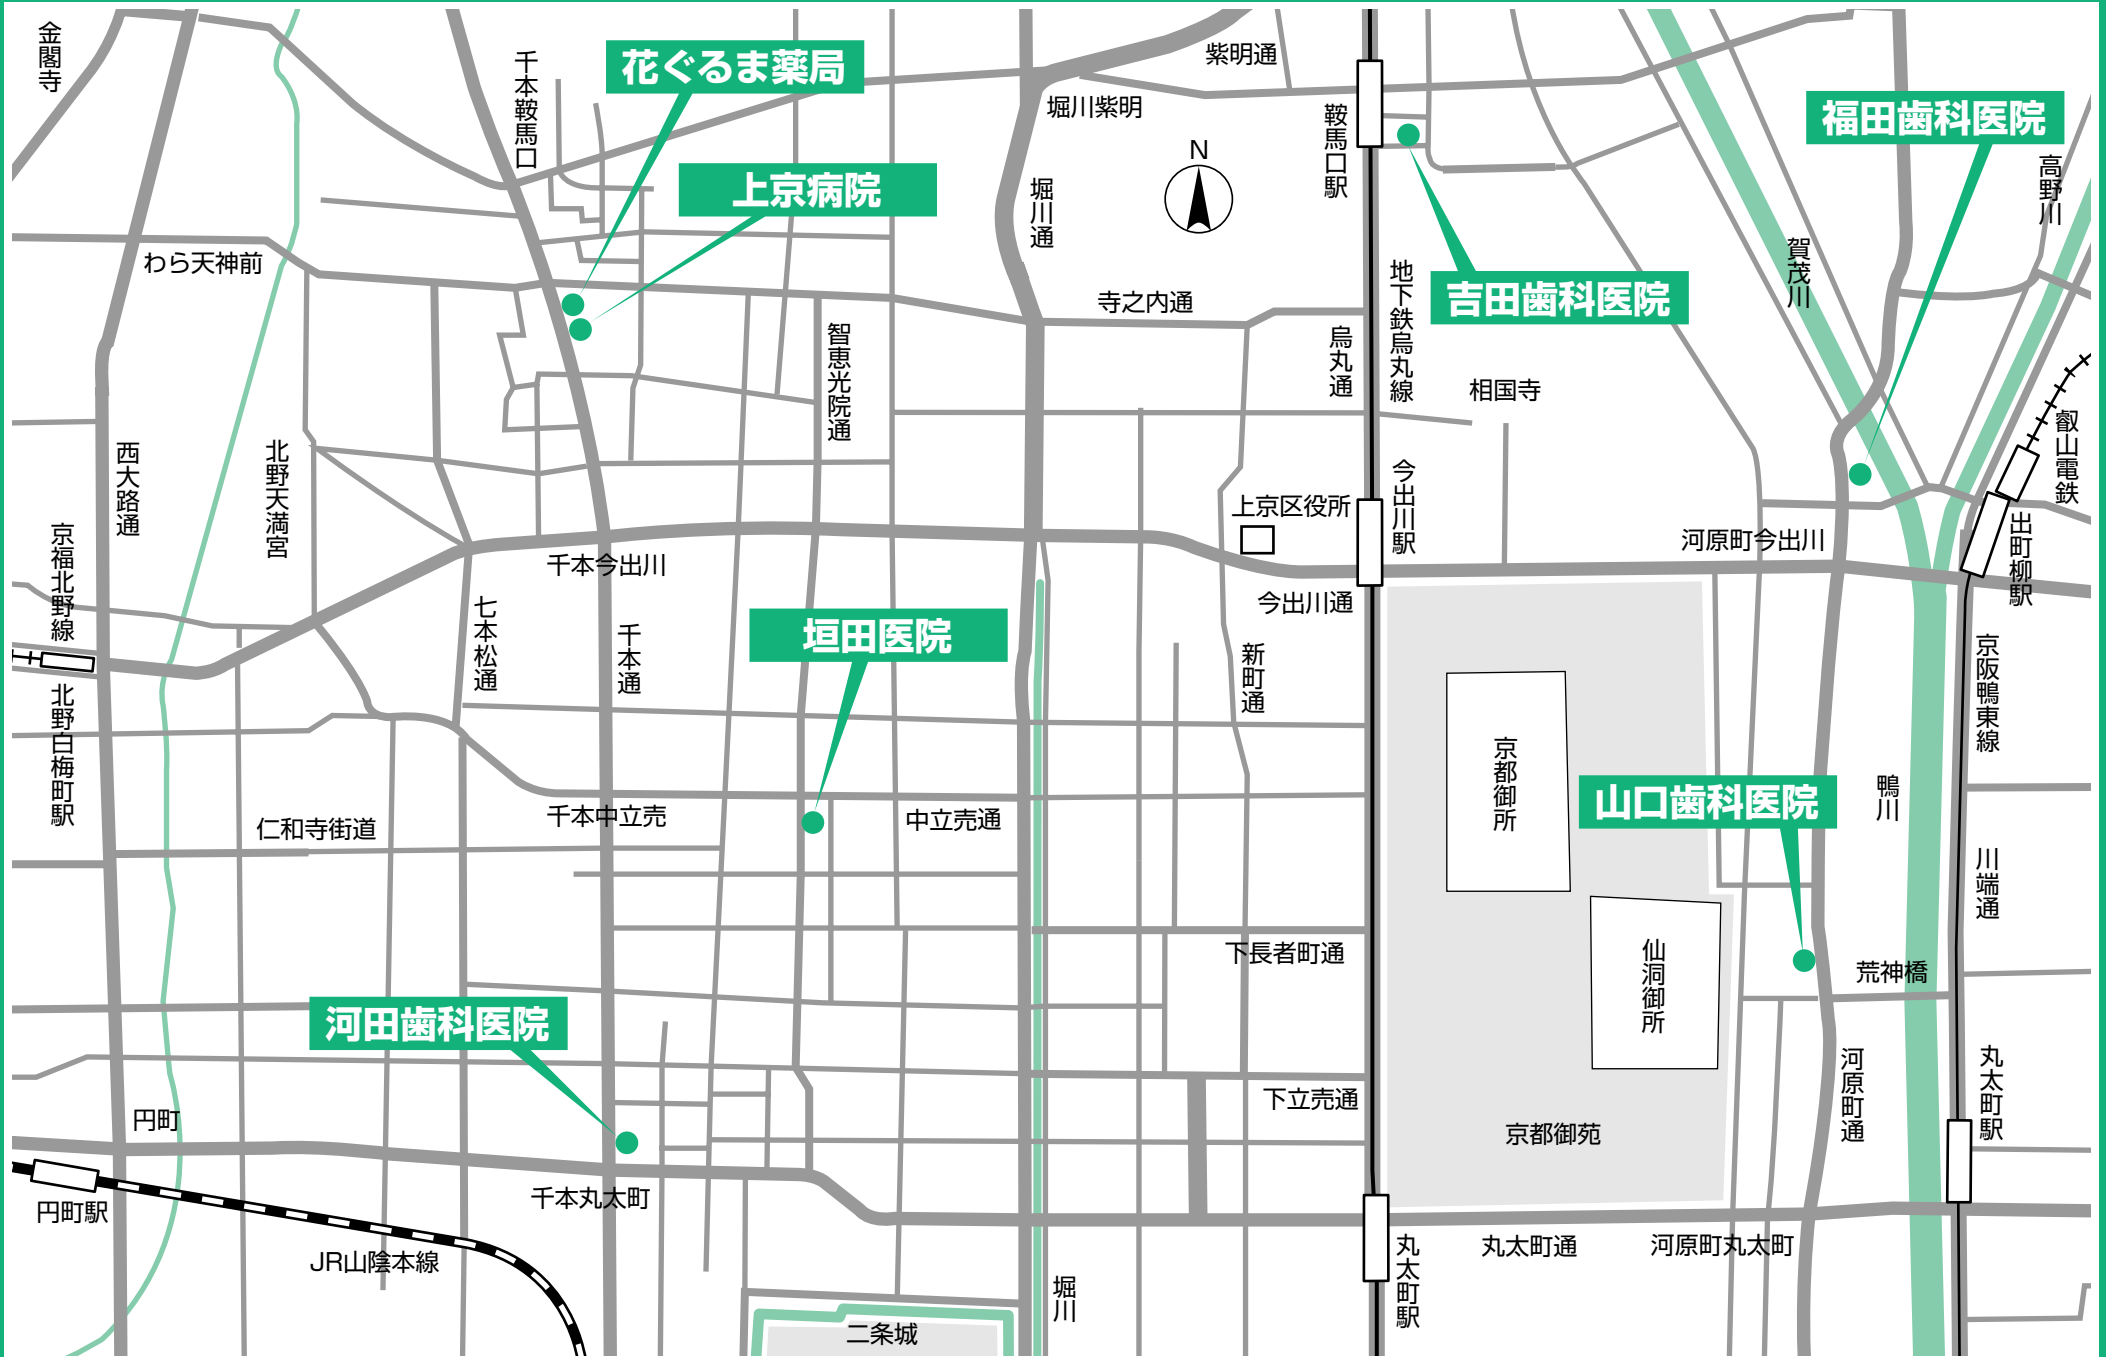 金閣寺
千本鞍馬口
花ぐるま薬局
紫明通
堀川紫明
鞍馬口駅
福田歯科医院
高野川
上京病院
堀川通
N
賀茂川
わら天神前
吉田歯科医院
地下鉄烏丸線
寺之内通
烏丸通
智恵光院通
相国寺
叡山電鉄
西大路通
北野天満宮
今出川駅
上京区役所
河原町今出川
出町柳駅
京福北野線
千本今出川
今出川通
七本松通
千本通
垣田医院
新町通
京阪鴨東線
北野白梅町駅
京都御所
山口歯科医院
鴨川
仁和寺街道
千本中立売
中立売通
川端通
下長者町通
仙洞御所
荒神橋
河田歯科医院
河原町通
丸太町駅
円町
下立売通
京都御苑
円町駅
千本丸太町
JR山陰本線
堀川
丸太町駅
丸太町通
河原町丸太町
二条城